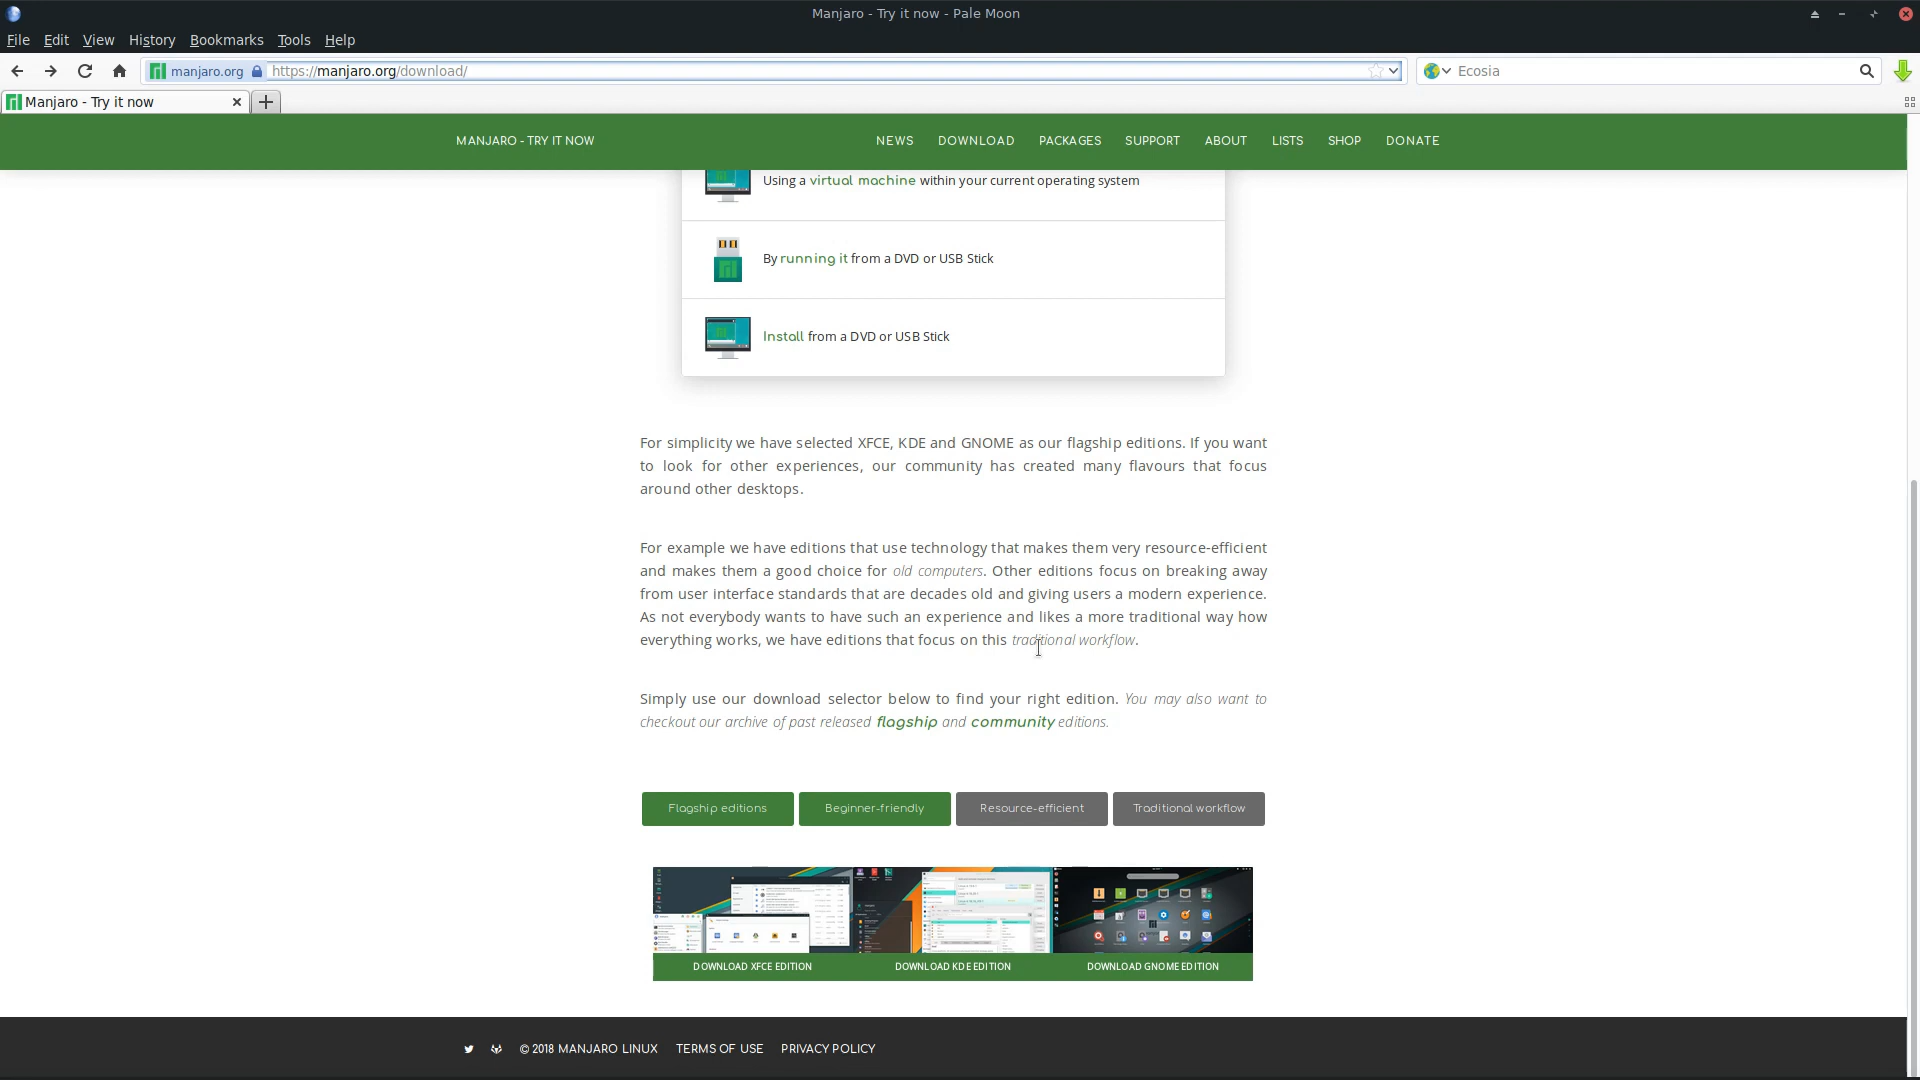 Manjaro - Try it now - Pale Moon
File Edit View History Bookmarks Tools Help
manjaro.org https://manjaro.org/download/ Ecosia
Manjaro - Try it now
MANJARO - TRY IT NOW NEWS DOWNLOAD PACKAGES SUPPORT ABOUT LISTS SHOP DONATE
Using a virtual machine within your current operating system
By running it from a DVD or USB Stick
Install from a DVD or USB Stick
For simplicity we have selected XFCE, KDE and GNOME as our flagship editions. If you want
to look for other experiences, our community has created many flavours that focus
around other desktops.
For example we have editions that use technology that makes them very resource-efficient
and makes them a good choice for old computers. Other editions focus on breaking away
from user interface standards that are decades old and giving users a modern experience.
As not everybody wants to have such an experience and likes a more traditional way how
everything works, we have editions that focus on this traditional workflow.
Simply use our download selector below to find your right edition. You may also want to
checkout our archive of past released flagship and community editions.
Flagship editions Beginner-friendly Resource-efficient Traditional workflow
DOWNLOAD XFCE EDITION DOWNLOAD KDE EDITION DOWNLOAD GNOME EDITION
© 2018 MANJARO LINUX TERMS OF USE PRIVACY POLICY